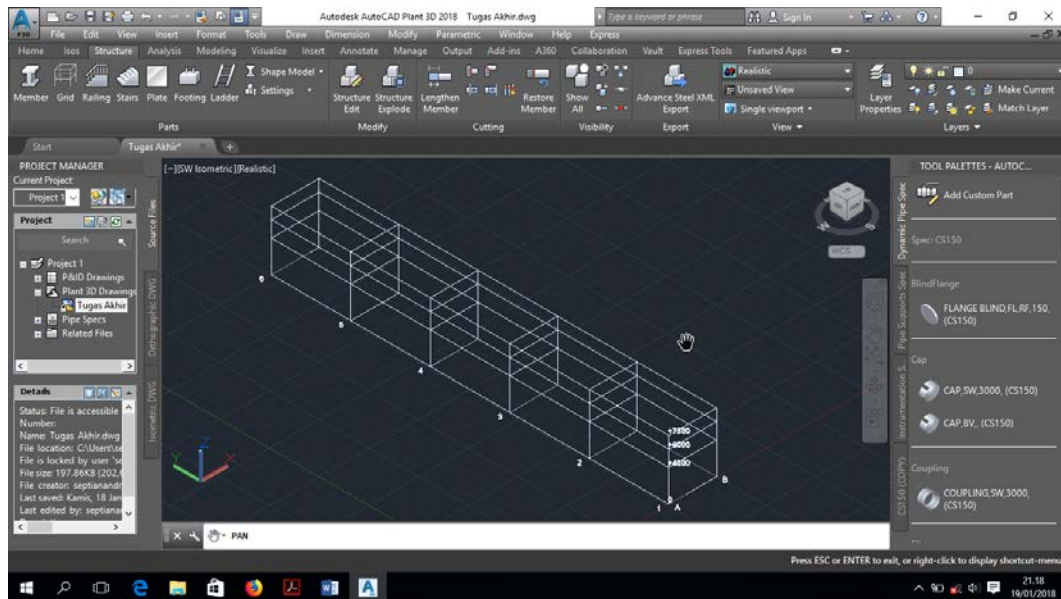 Autodesk AutoCAD Plant 3D 2018 Tugas Akhir.dwg
Type a keyword or phrase
Sign In
P3D
File Edit View Insert Format Tools Draw Dimension Modify Parametric Window Help Express
Home Isos Structure Analysis Modeling Visualize Insert Annotate Manage Output Add-ins A360 Collaboration Vault Express Tools Featured Apps
Member Grid Railing Stairs Plate Footing Ladder
Shape Model
Settings
Structure Edit
Structure Explode
Lengthen Member
Restore Member
Show All
Advance Steel XML Export
Realistic
Unsaved View
Single viewport
Layer Properties
0
Make Current
Match Layer
Parts Modify Cutting Visibility Export View Layers
Start Tugas Akhir*
PROJECT MANAGER
Current Project:
Project 1
Project
Search
Project 1
P&ID Drawings
Plant 3D Drawings
Tugas Akhir
Pipe Specs
Related Files
Source Files
Orthographic DWG
Isometric DWG
Details
Status: File is accessible
Number:
Name: Tugas Akhir.dwg
File location: C:\Users\se
File is locked by user 'se
File size: 197.86KB (202,
File creator: septianandr
Last saved: Kamis, 18 Jan
Last edited by: septianar
[-][SW Isometric][Realistic]
WCS
W
S
6
5
4
3
2
1
A
B
Z
Y
X
PAN
TOOL PALETTES - AUTOC...
Dynamic Pipe Spec
Pipe Supports Spec
Instrumentation S...
CS150 (COPY)
Add Custom Part
Spec: CS150
BlindFlange
FLANGE BLIND,FL,RF,150,
(CS150)
Cap
CAP,SW,3000, (CS150)
CAP,BV,_ (CS150)
Coupling
COUPLING,SW,3000,
(CS150)
Press ESC or ENTER to exit, or right-click to display shortcut-menu
21.18
19/01/2018